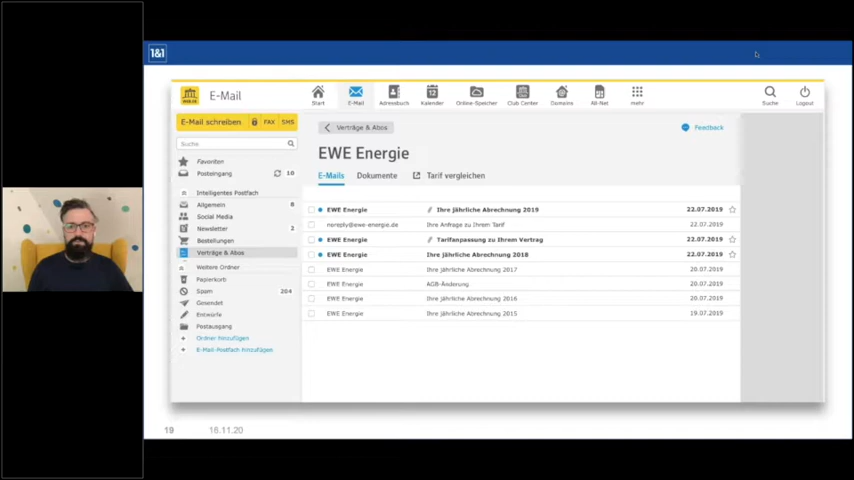 1&1
WEB.DE
E-Mail
Start
E-Mail
Adressbuch
Kalender
Online-Speicher
Club Center
Domains
All-Net
mehr
Suche
Logout
E-Mail schreiben FAX SMS
Suche
Favoriten
Posteingang 10
Intelligentes Postfach
Allgemein 8
Social Media
Newsletter 2
Bestellungen
Verträge & Abos
Weitere Ordner
Papierkorb
Spam 204
Gesendet
Entwürfe
Postausgang
Ordner hinzufügen
E-Mail-Postfach hinzufügen
Verträge & Abos
Feedback
EWE Energie
E-Mails Dokumente Tarif vergleichen
EWE Energie Ihre jährliche Abrechnung 2019 22.07.2019
noreply@ewe-energie.de Ihre Anfrage zu Ihrem Tarif 22.07.2019
EWE Energie Tarifanpassung zu Ihrem Vertrag 22.07.2019
EWE Energie Ihre jährliche Abrechnung 2018 22.07.2019
EWE Energie Ihre jährliche Abrechnung 2017 20.07.2019
EWE Energie AGB-Änderung 20.07.2019
EWE Energie Ihre jährliche Abrechnung 2016 20.07.2019
EWE Energie Ihre jährliche Abrechnung 2015 19.07.2019
19 16.11.20